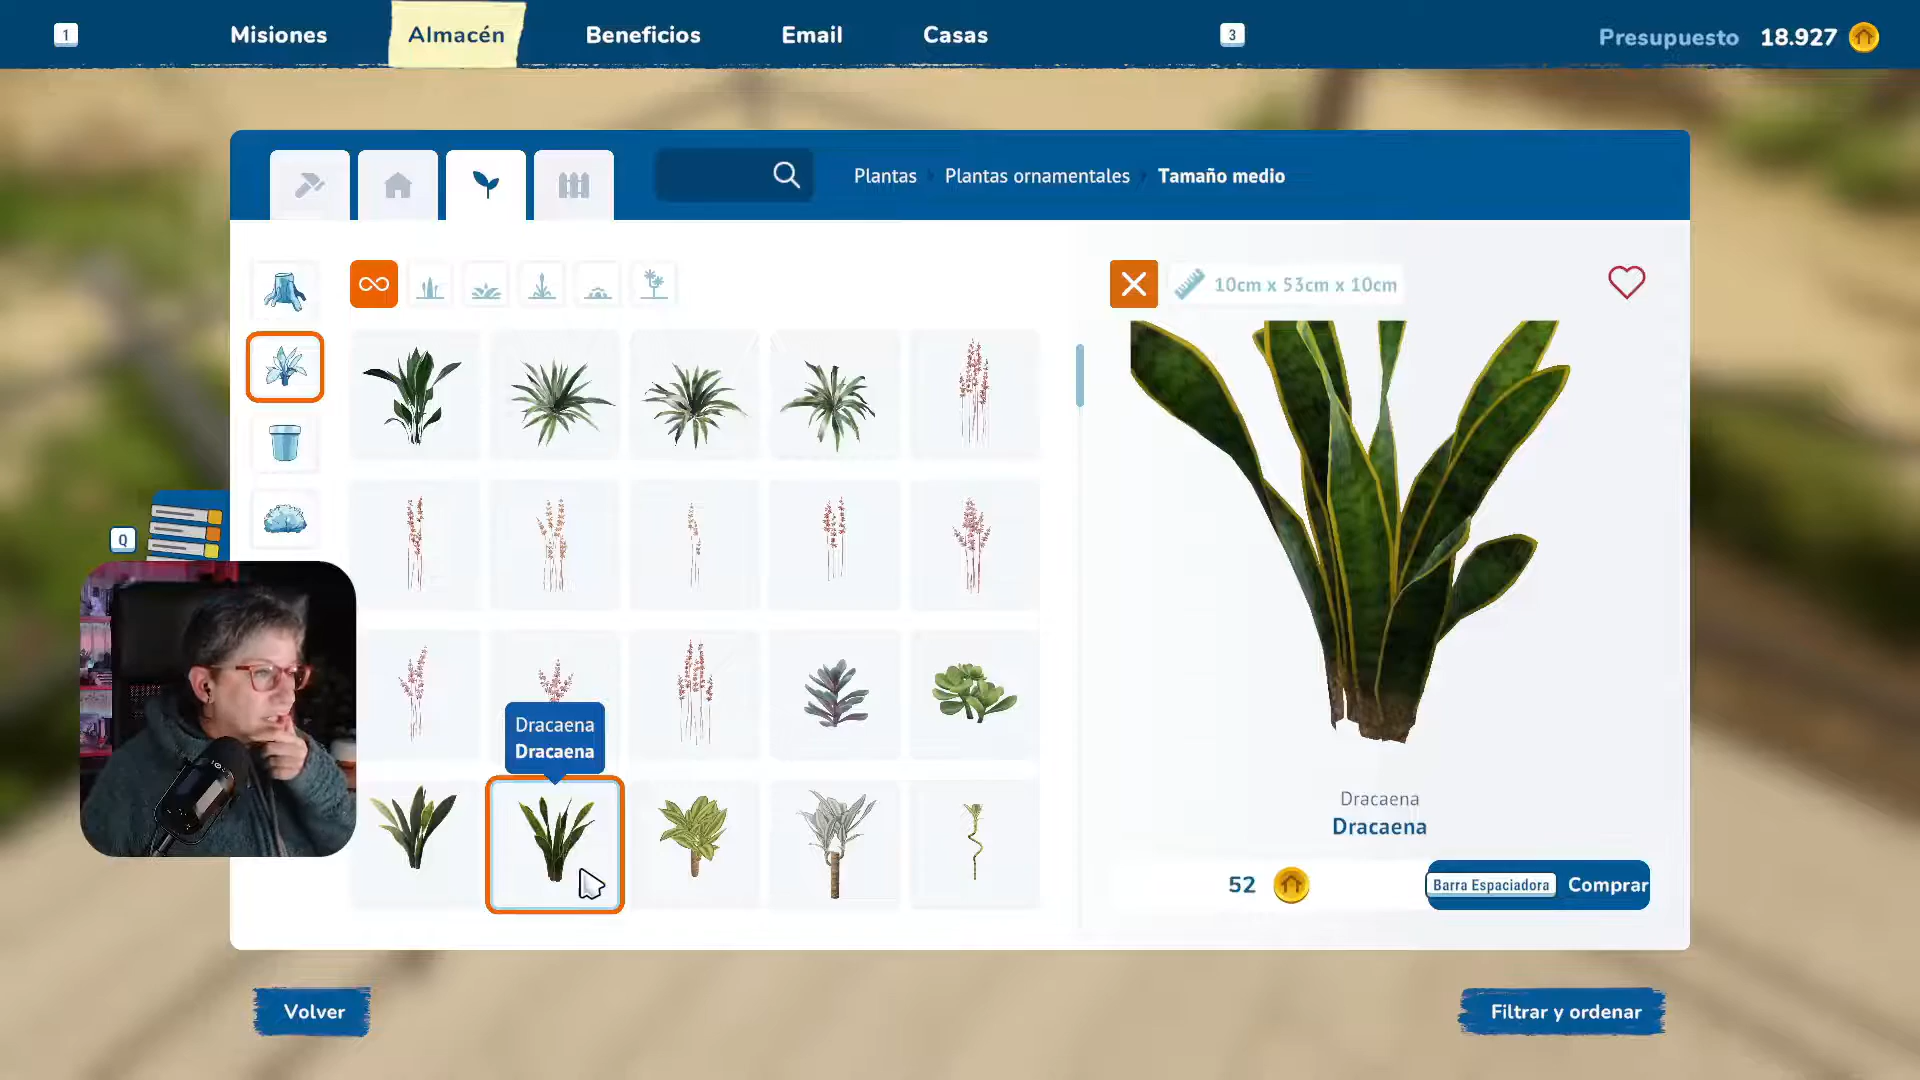 1
Misiones
Almacén
Beneficios
Email
Casas
3
Presupuesto 18.927
Plantas
Plantas ornamentales
Tamaño medio
10cm x 53cm x 10cm
Q
Dracaena
Dracaena
Dracaena
Dracaena
52
Barra Espaciadora
Comprar
Volver
Filtrar y ordenar